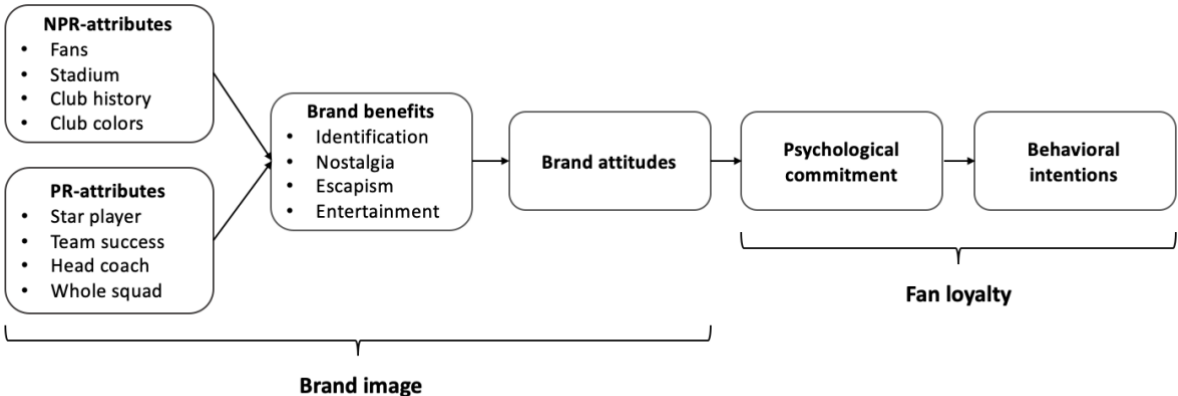 NPR-attributes
• Fans
• Stadium
• Club history
• Club colors
PR-attributes
• Star player
• Team success
• Head coach
• Whole squad
Brand benefits
• Identification
• Nostalgia
• Escapism
• Entertainment
Brand attitudes
Psychological
commitment
Behavioral
intentions
Fan loyalty
Brand image